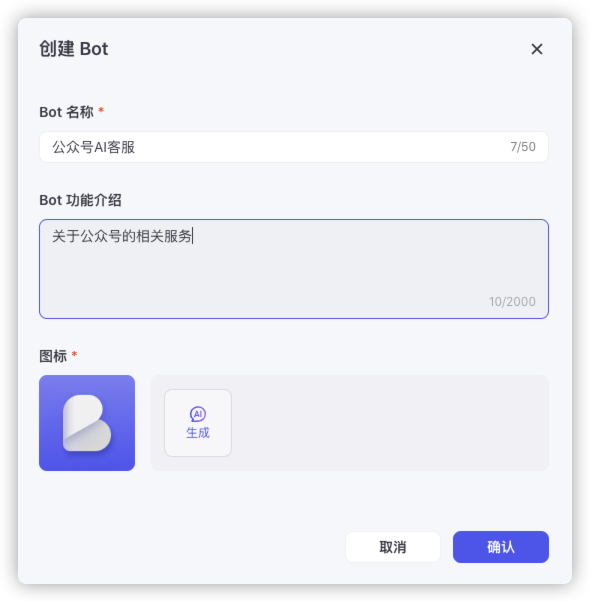 创建 Bot
Bot 名称 *
公众号AI客服
7/50
Bot 功能介绍
关于公众号的相关服务
10/2000
图标 *
AI
生成
取消
确认